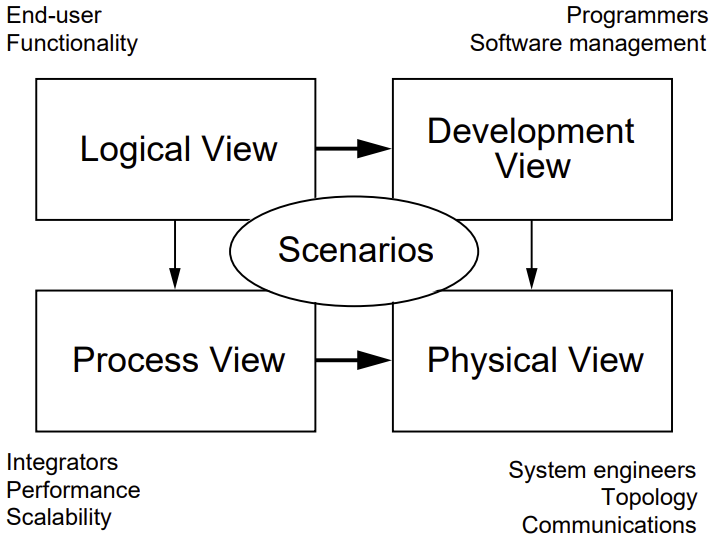 End-user
Functionality
Programmers
Software management
Logical View
Development
View
Scenarios
Process View
Physical View
Integrators
Performance
Scalability
System engineers
Topology
Communications